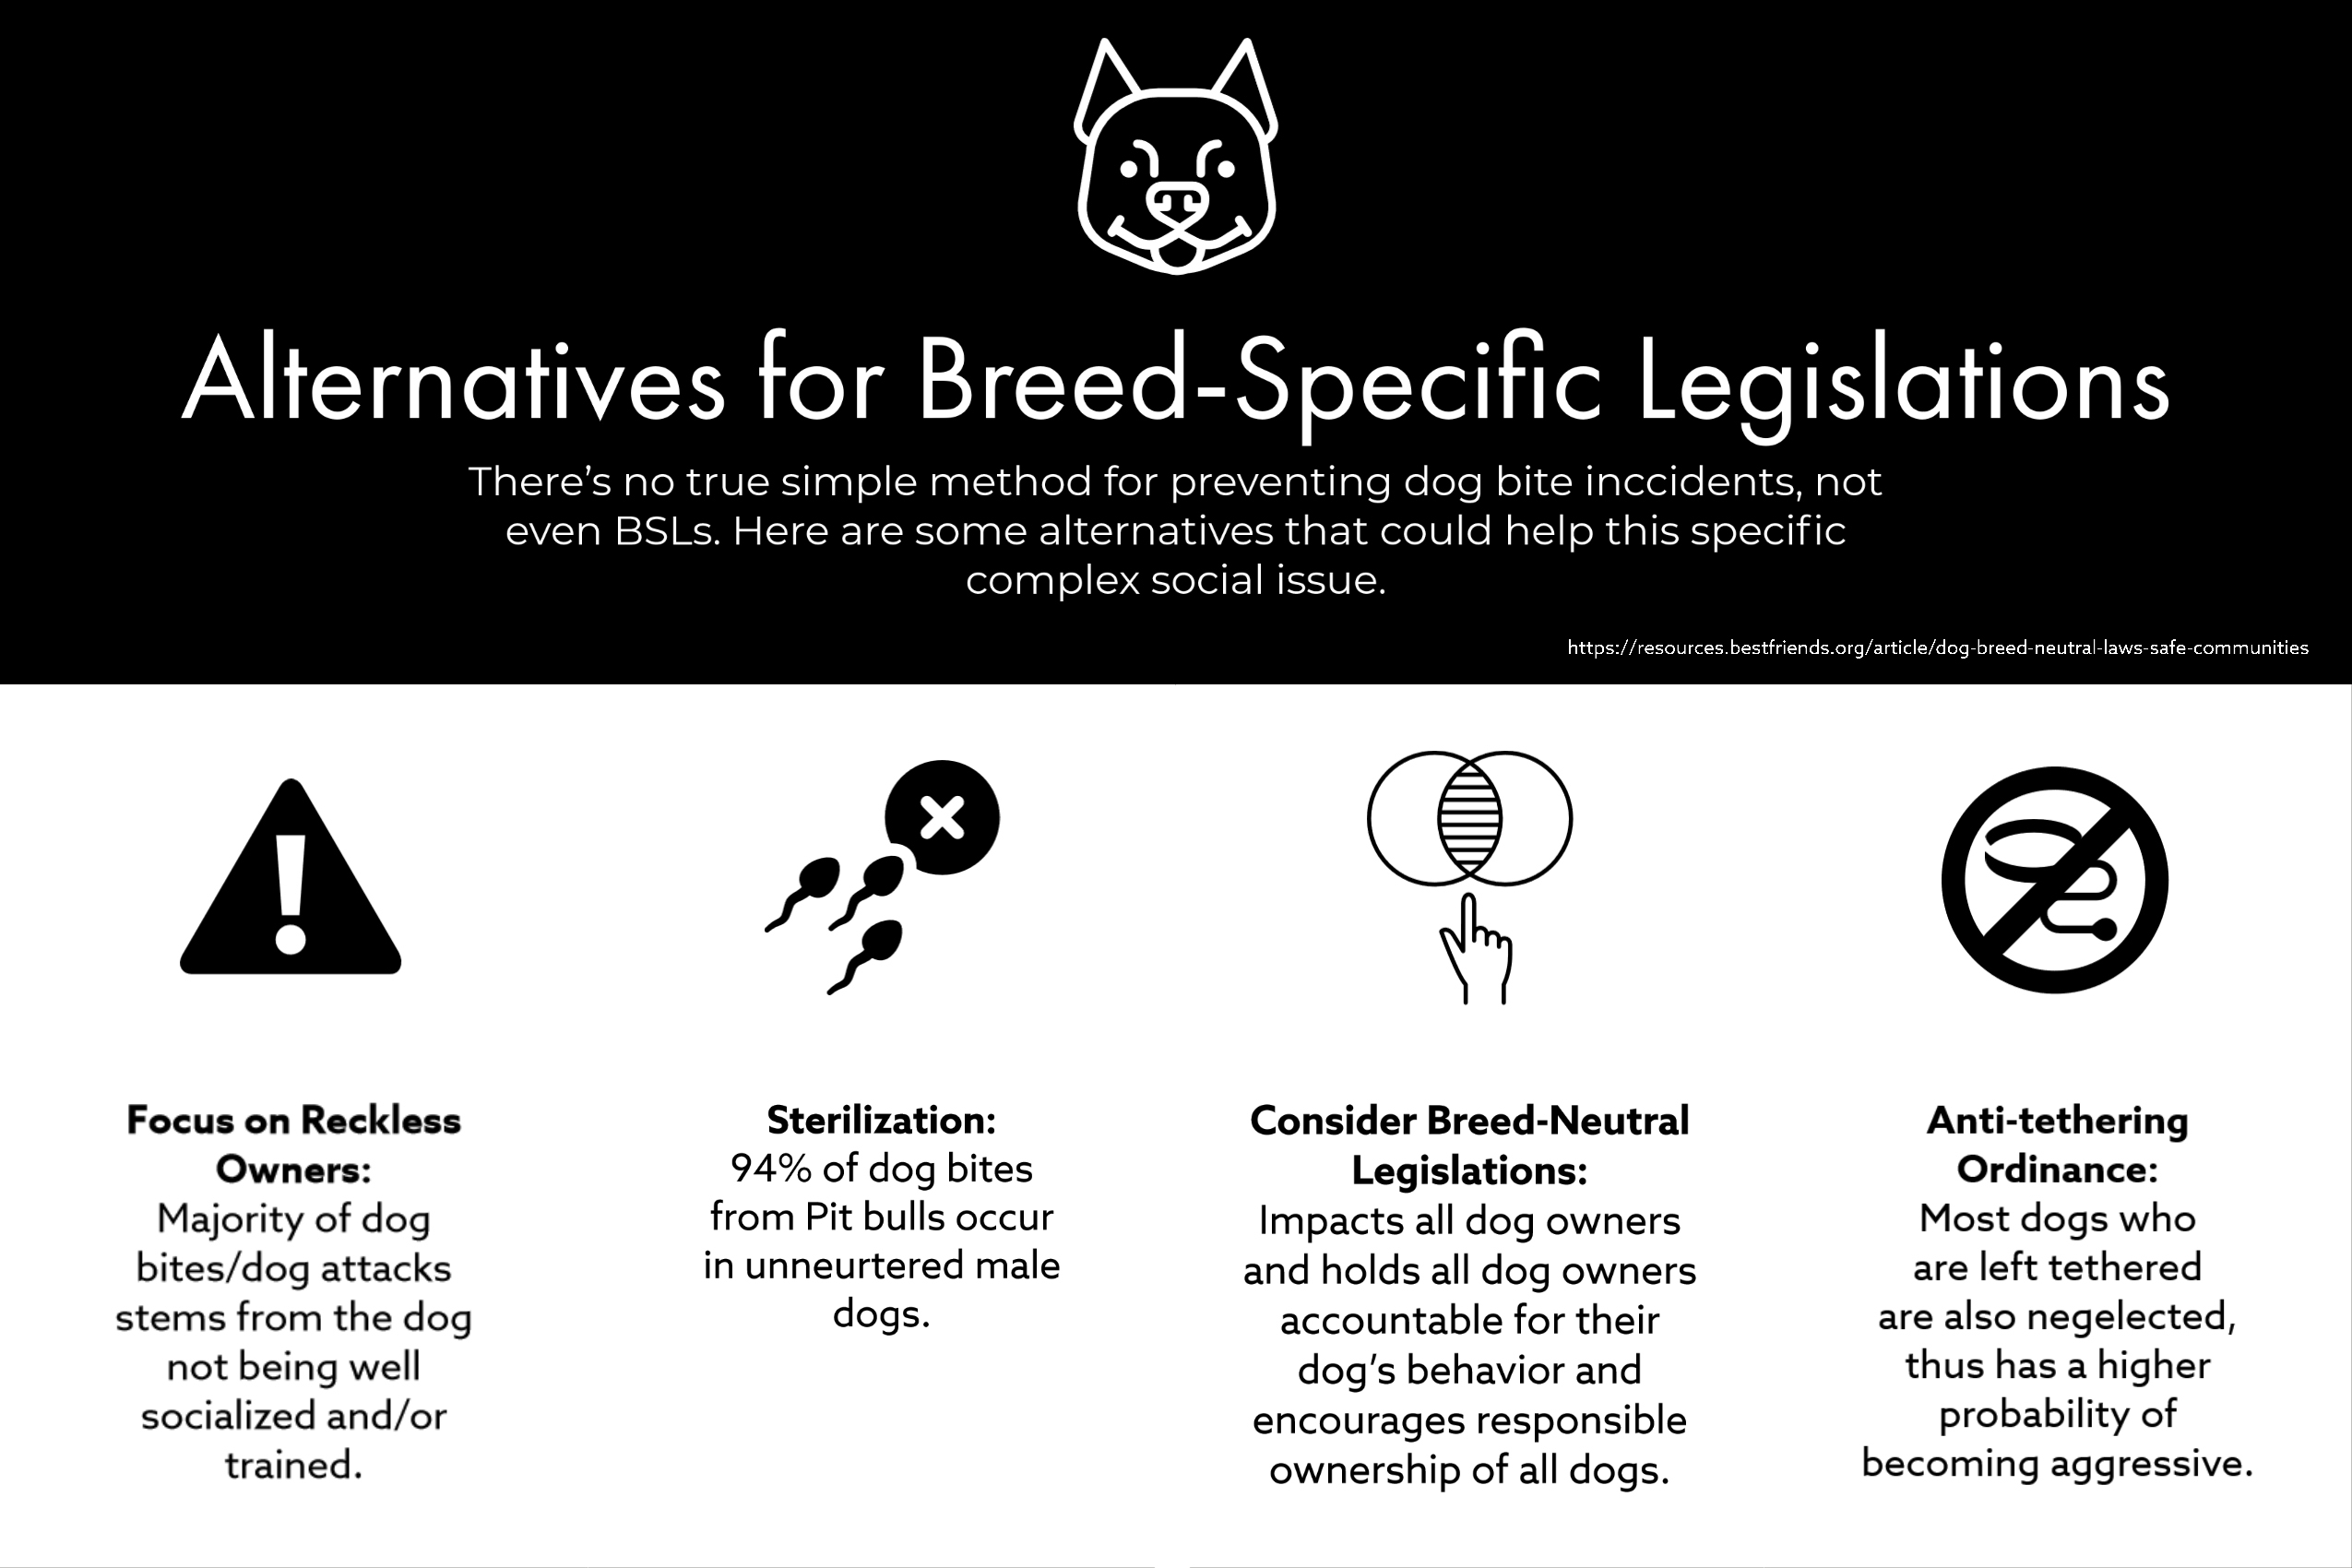 Alternatives for Breed-Specific Legislations
There's no true simple method for preventing dog bite inccidents, not
even BSLs. Here are some alternatives that could help this specific
complex social issue.
https://resources.bestfriends.org/article/dog-breed-neutral-laws-safe-communities
Focus on Reckless
Owners:
Majority of dog
bites/dog attacks
stems from the dog
not being well
socialized and/or
trained.
Sterilization:
94% of dog bites
from Pit bulls occur
in unneurtered male
dogs.
Consider Breed-Neutral
Legislations:
Impacts all dog owners
and holds all dog owners
accountable for their
dog's behavior and
encourages responsible
ownership of all dogs.
Anti-tethering
Ordinance:
Most dogs who
are left tethered
are also negelected,
thus has a higher
probability of
becoming aggressive.